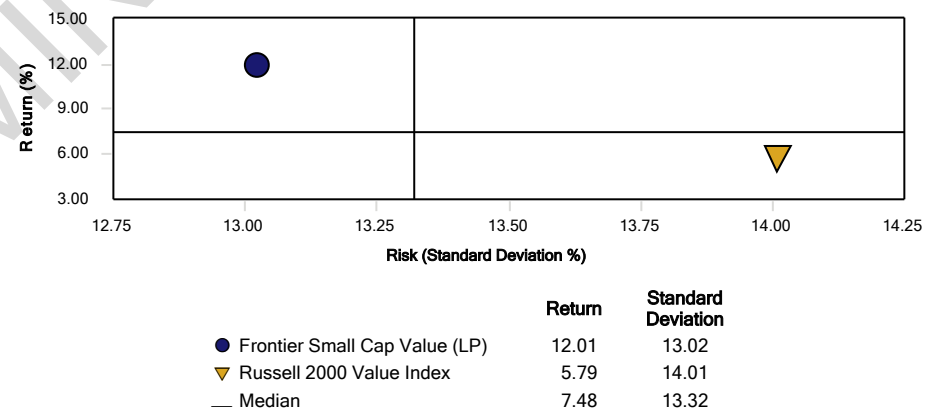 15.00
12.00
9.00
6.00
3.00
Return (%)
12.75 13.00 13.25 13.50 13.75 14.00 14.25
Risk (Standard Deviation %)
Return Standard Deviation
Frontier Small Cap Value (LP) 12.01 13.02
Russell 2000 Value Index 5.79 14.01
Median 7.48 13.32